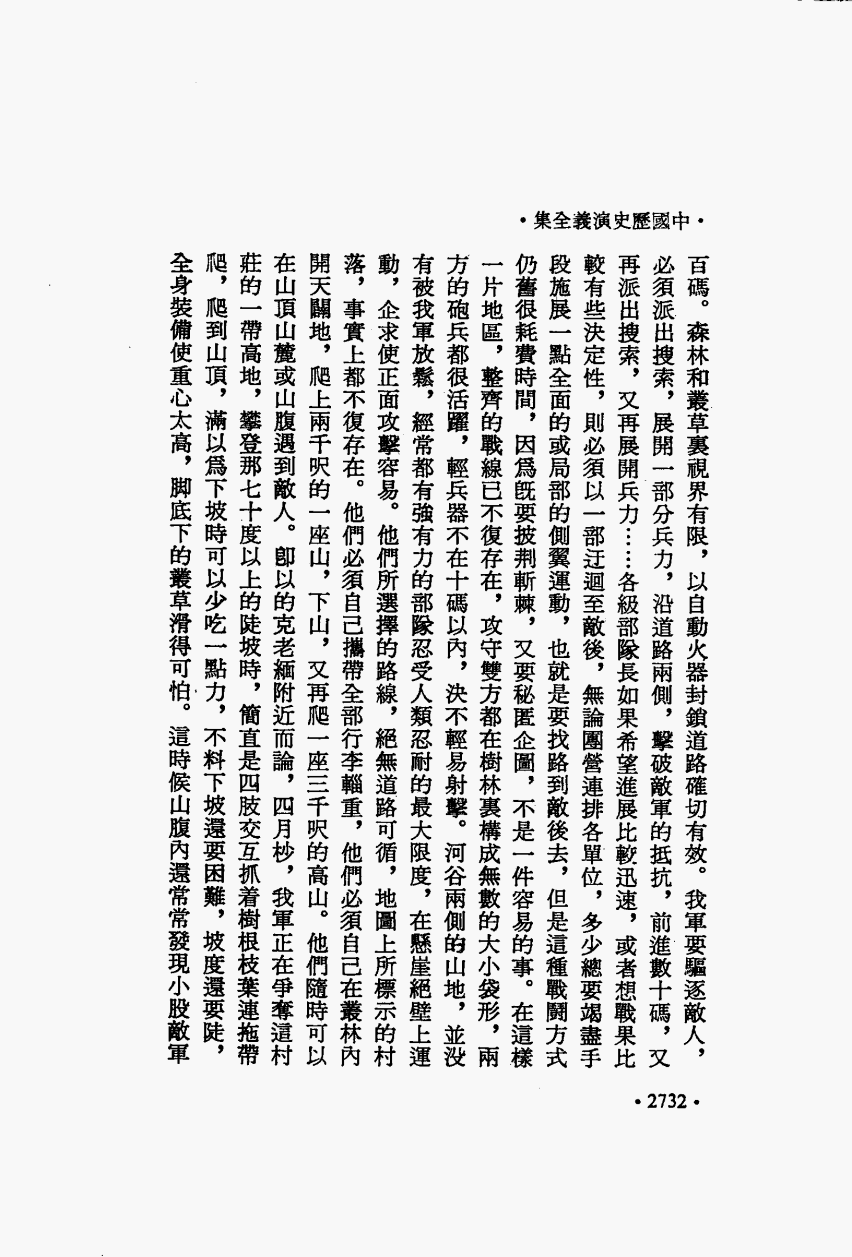 ·中國歷史演義全集·
百碼。森林和叢草裏視界有限，以自動火器封鎖道路確切有效。我軍要驅逐敵人，
必須派出搜索，展開一部分兵力，沿道路兩側，擊破敵軍的抵抗，前進數十碼，又
再派出搜索，又再展開兵力……各級部隊長如果希望進展比較迅速，或者想戰果比
較有些決定性，則必須以一部迂迴至敵後，無論團營連排各單位，多少總要竭盡手
段施展一點全面的或局部的側翼運動，也就是要找路到敵後去，但是這種戰鬭方式
仍舊很耗費時間，因爲旣要披荆斬棘，又要秘匿企圖，不是一件容易的事。在這樣
一片地區，整齊的戰線已不復存在，攻守雙方都在樹林裏構成無數的大小袋形，兩
方的砲兵都很活躍，輕兵器不在十碼以內，決不輕易射擊。河谷兩側的山地，並没
有被我軍放鬆，經常都有強有力的部隊忍受人類忍耐的最大限度，在懸崖絕壁上運
動，企求使正面攻擊容易。他們所選擇的路線，絕無道路可循，地圖上所標示的村
落，事實上都不復存在。他們必須自己攜帶全部行李輜重，他們必須自己在叢林內
開天闢地，爬上兩千呎的一座山，下山，又再爬一座三千呎的高山。他們隨時可以
在山頂山麓或山腹遇到敵人。卽以的克老緬附近而論，四月杪，我軍正在爭奪這村
莊的一帶高地，攀登那七十度以上的陡坡時，簡直是四肢交互抓着樹根枝葉連拖帶
爬，爬到山頂，滿以爲下坡時可以少吃一點力，不料下坡還要困難，坡度還要陡，
全身裝備使重心太高，脚底下的叢草滑得可怕。這時候山腹內還常常發現小股敵軍
·2732·